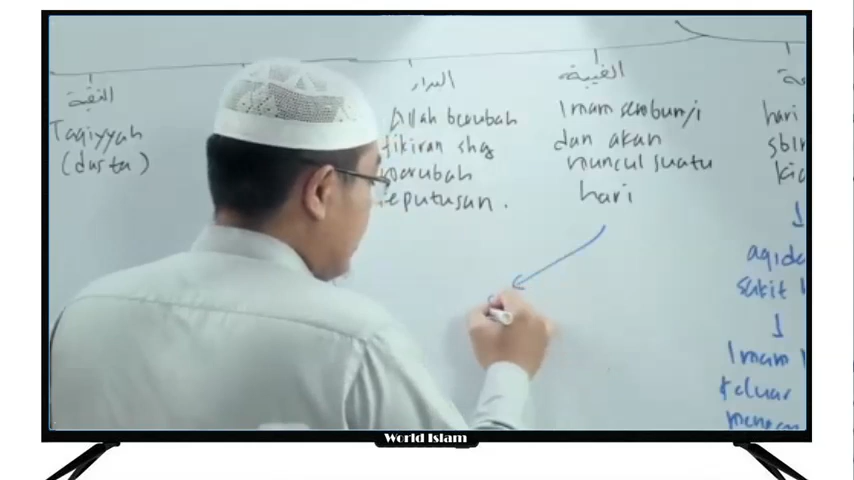 التقية
Taqiyyah
(dusta)
البداء
Allah berubah
fikiran shg
merubah
keputusan.
الغيبة
Imam sembunyi
dan akan
muncul suatu
hari
hari
aqida
sakit
↓
Imam
keluar
World Islam